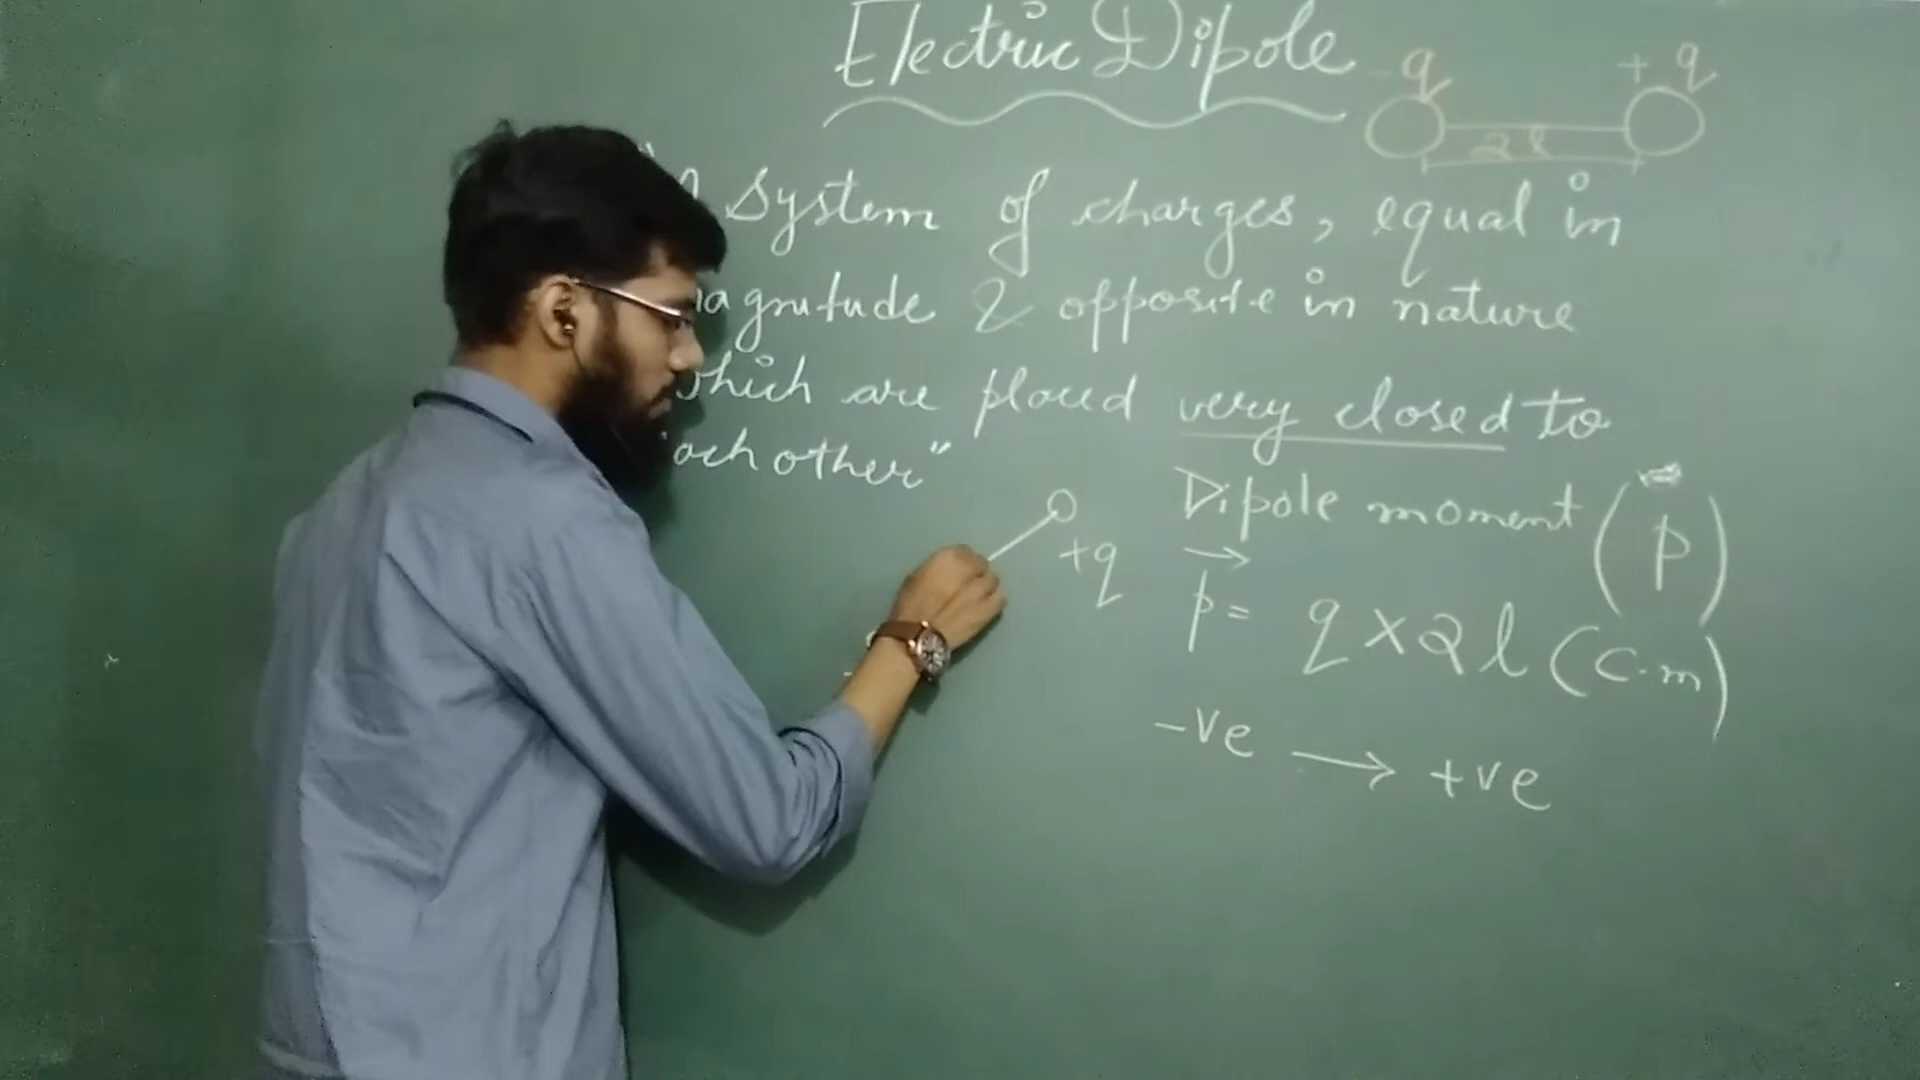 Electric Dipole
- q + q
2l
System of charges, equal in
agnitude & opposite in nature
which are placed very closed to
each other"
+q
Dipole moment (p)
p = q × 2l (C.m)
-ve → +ve